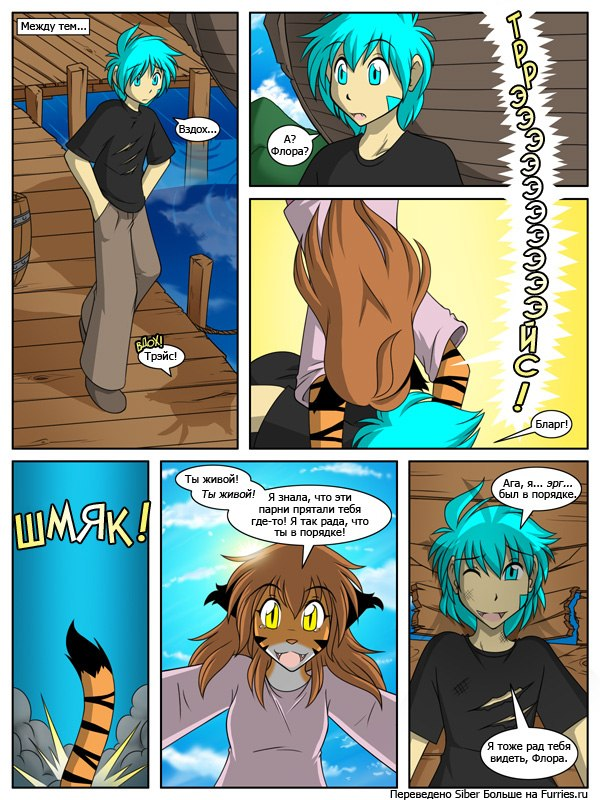 Между тем...
Вздох...
ВДОХ!
Трэйс!
А?
Флора?
ТРРЭЭЭЭЭЭЭЭЭЭЭЙС!
Бларг!
ШМЯК!
Ты живой!
Ты живой!
Я знала, что эти
парни прятали тебя
где-то! Я так рада, что
ты в порядке!
Ага, я... эрг...
был в порядке.
Я тоже рад тебя
видеть, Флора.
Переведено Siber Больше на Furries.ru